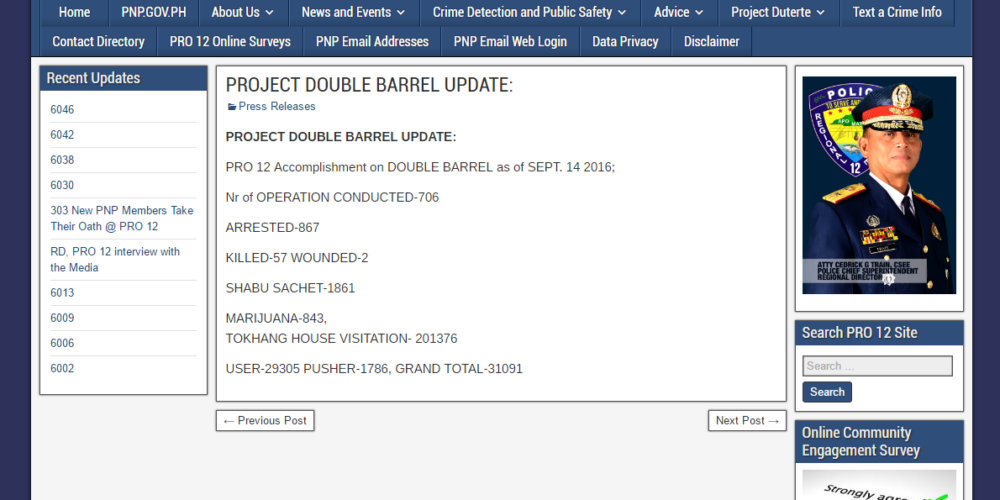 Home PNP.GOV.PH About Us News and Events Crime Detection and Public Safety Advice Project Duterte Text a Crime Info
Contact Directory PRO 12 Online Surveys PNP Email Addresses PNP Email Web Login Data Privacy Disclaimer
Recent Updates
6046
6042
6038
6030
303 New PNP Members Take
Their Oath @ PRO 12
RD, PRO 12 interview with
the Media
6013
6009
6006
6002
PROJECT DOUBLE BARREL UPDATE:
Press Releases
PROJECT DOUBLE BARREL UPDATE:
PRO 12 Accomplishment on DOUBLE BARREL as of SEPT. 14 2016;
Nr of OPERATION CONDUCTED-706
ARRESTED-867
KILLED-57 WOUNDED-2
SHABU SACHET-1861
MARIJUANA-843,
TOKHANG HOUSE VISITATION- 201376
USER-29305 PUSHER-1786, GRAND TOTAL-31091
← Previous Post Next Post →
POLIC
TO SERVE AN
REGIONAL
12
ATTY CEDRICK G TRAIN, CSEE
POLICE CHIEF SUPERINTENDENT
REGIONAL DIRECTOR
Search PRO 12 Site
Search ...
Search
Online Community
Engagement Survey
Strongly agree